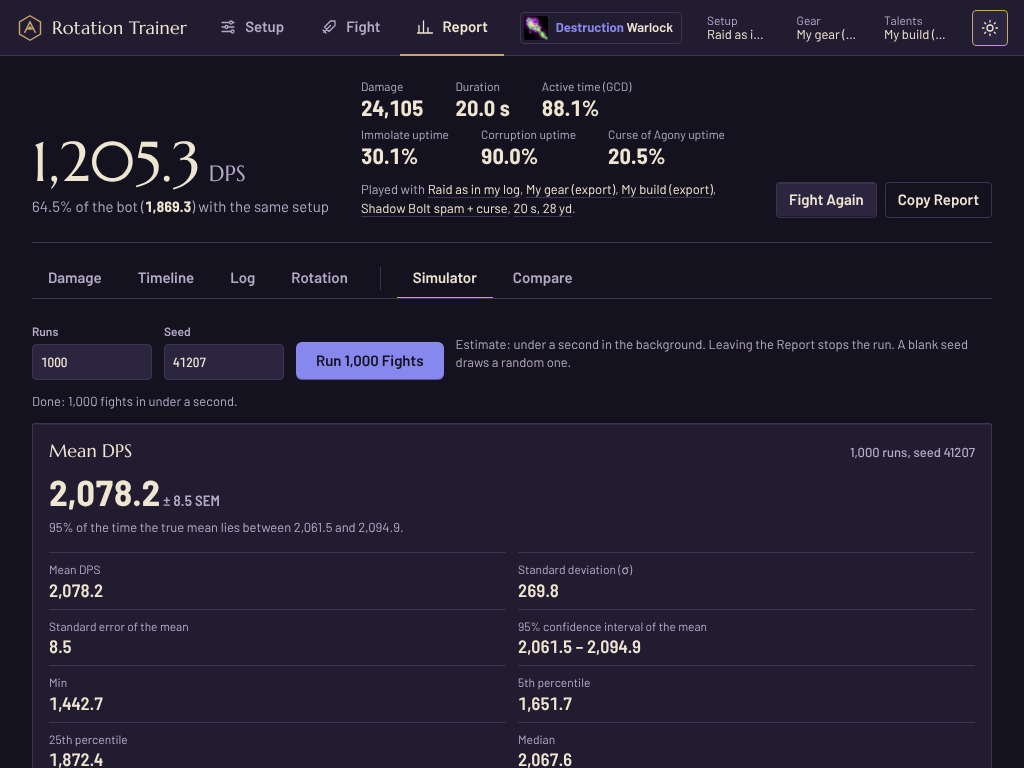 Rotation Trainer
Setup
Fight
Report
Destruction Warlock
Setup
Raid as i...
Gear
My gear (...
Talents
My build (...
1,205.3 DPS
64.5% of the bot (1,869.3) with the same setup
Damage
24,105
Duration
20.0 s
Active time (GCD)
88.1%
Immolate uptime
30.1%
Corruption uptime
90.0%
Curse of Agony uptime
20.5%
Played with Raid as in my log, My gear (export), My build (export),
Shadow Bolt spam + curse, 20 s, 28 yd.
Fight Again
Copy Report
Damage
Timeline
Log
Rotation
Simulator
Compare
Runs
1000
Seed
41207
Run 1,000 Fights
Estimate: under a second in the background. Leaving the Report stops the run. A blank seed
draws a random one.
Done: 1,000 fights in under a second.
Mean DPS
1,000 runs, seed 41207
2,078.2 ± 8.5 SEM
95% of the time the true mean lies between 2,061.5 and 2,094.9.
Mean DPS
2,078.2
Standard deviation (σ)
269.8
Standard error of the mean
8.5
95% confidence interval of the mean
2,061.5 – 2,094.9
Min
1,442.7
5th percentile
1,651.7
25th percentile
1,872.4
Median
2,067.6